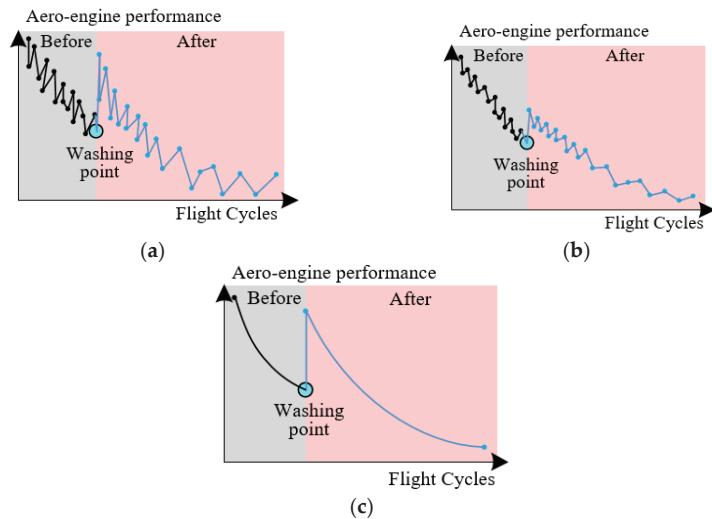 Aero-engine performance
Before
After
Washing
point
Flight Cycles
(a)
Aero-engine performance
Before
After
Washing
point
Flight Cycles
(b)
Aero-engine performance
Before
After
Washing
point
Flight Cycles
(c)